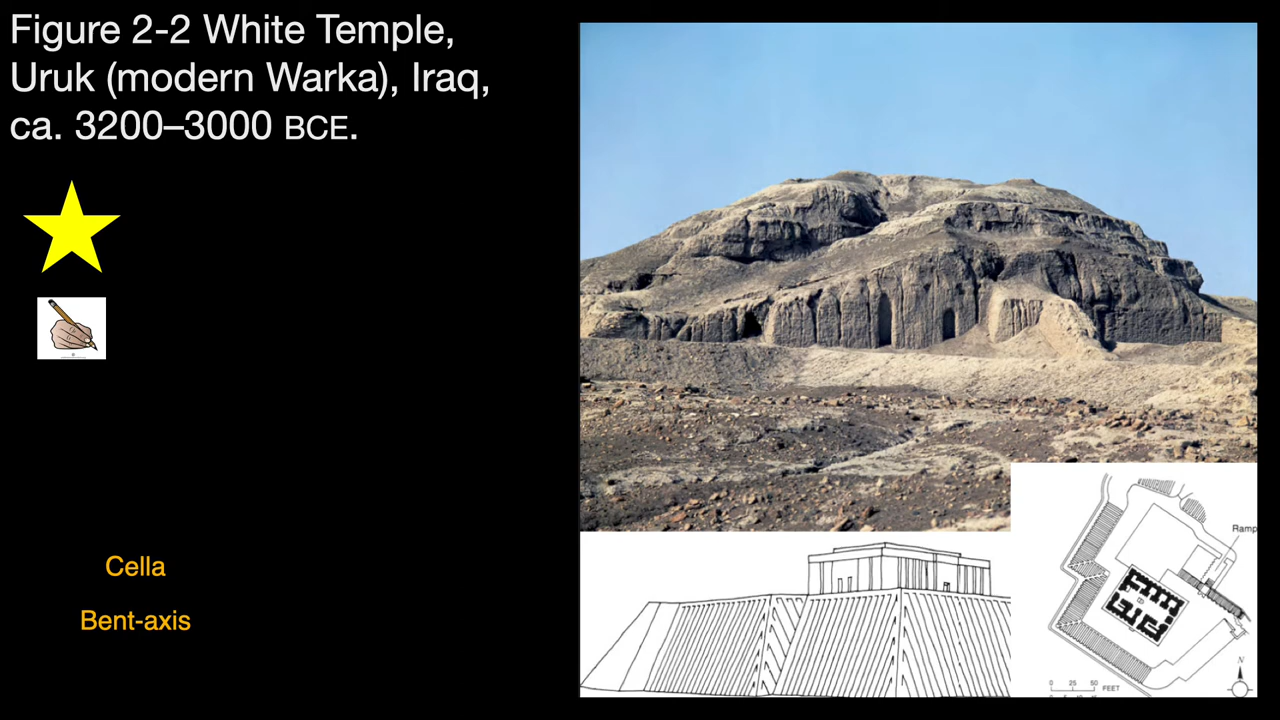 Figure 2-2 White Temple,
Uruk (modern Warka), Iraq,
ca. 3200–3000 BCE.
Cella
Bent-axis
Ramp
N
0 25 50
FEET